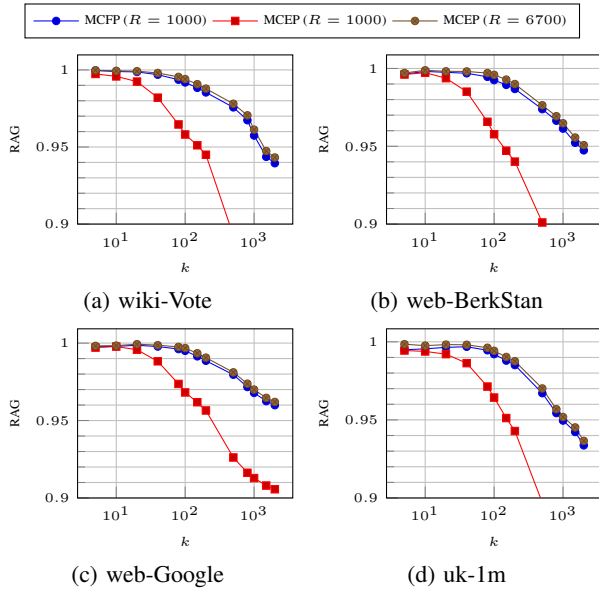 MCFP (R = 1000) MCEP (R = 1000) MCEP (R = 6700)
1
0.95
0.9
RAG
10^1 10^2 10^3
k
(a) wiki-Vote
1
0.95
0.9
RAG
10^1 10^2 10^3
k
(b) web-BerkStan
1
0.95
0.9
RAG
10^1 10^2 10^3
k
(c) web-Google
1
0.95
0.9
RAG
10^1 10^2 10^3
k
(d) uk-1m